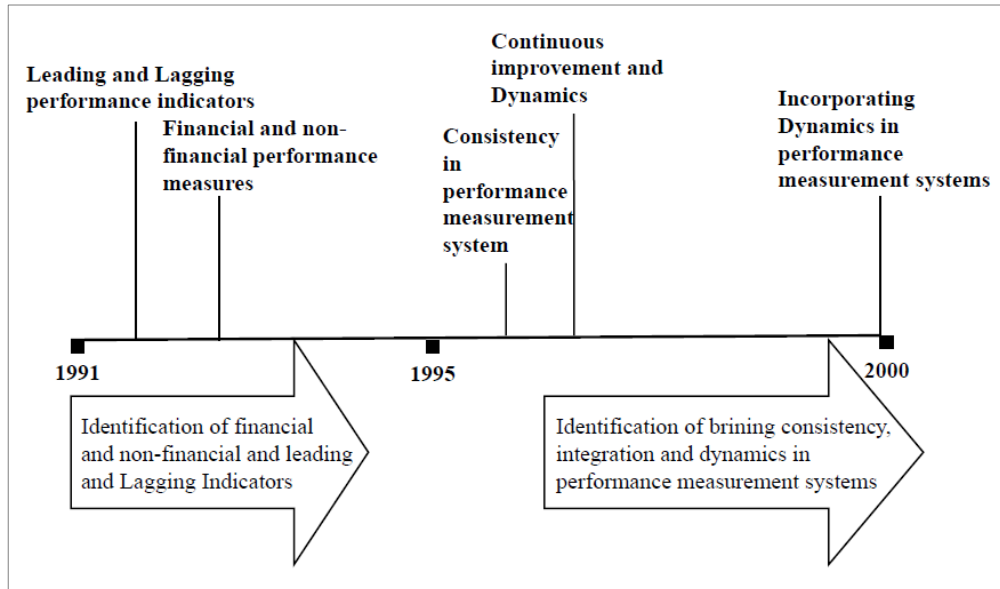 Leading and Lagging
performance indicators
Financial and non-
financial performance
measures
Consistency
in
performance
measurement
system
Continuous
improvement and
Dynamics
Incorporating
Dynamics in
performance
measurement systems
1991
1995
2000
Identification of financial
and non-financial and leading
and Lagging Indicators
Identification of brining consistency,
integration and dynamics in
performance measurement systems